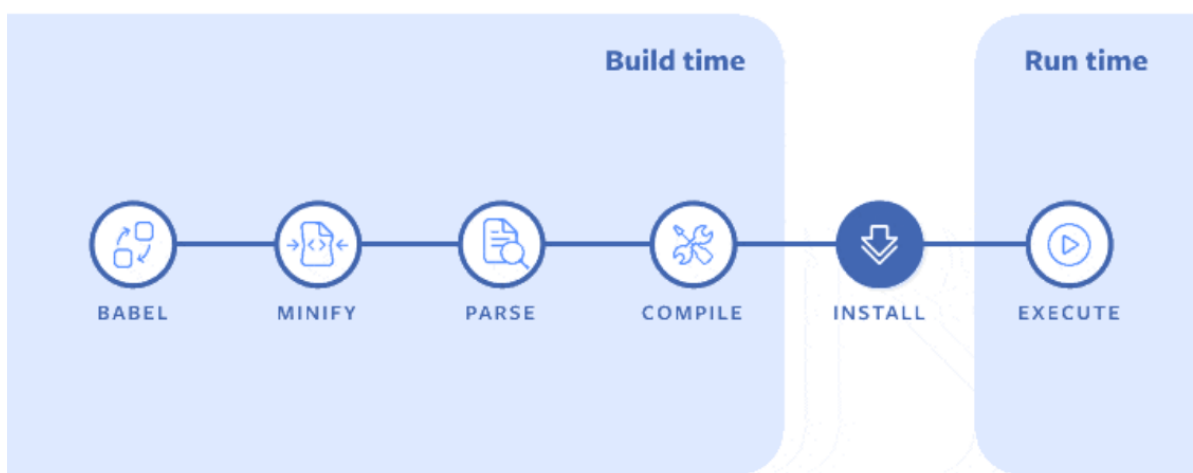 Build time
Run time
BABEL
MINIFY
PARSE
COMPILE
INSTALL
EXECUTE